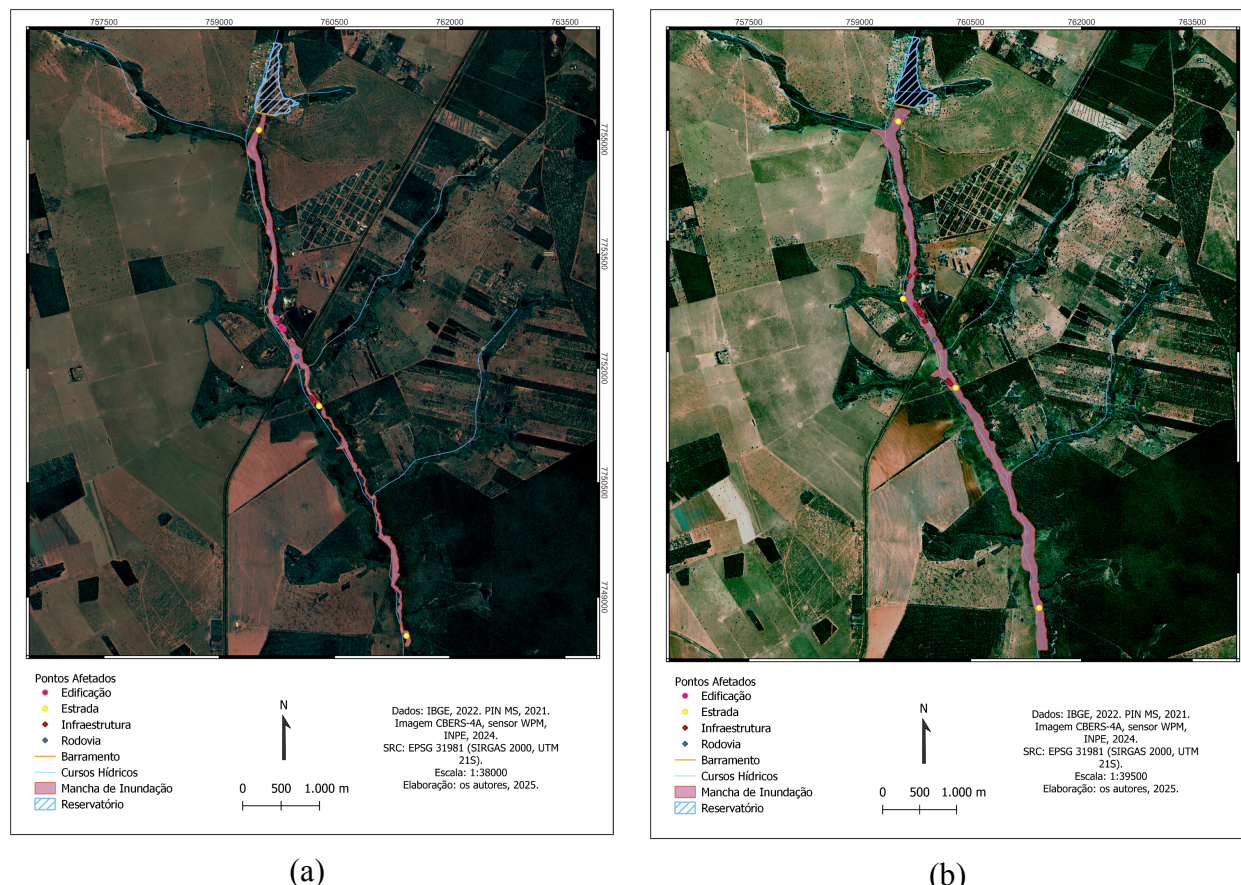 757500 759000 760500 762000 763500
7755000
7753500
7752000
7750500
7749000
Pontos Afetados
Edificação
Estrada
Infraestrutura
Rodovia
Barramento
Cursos Hídricos
Mancha de Inundação
Reservatório
N
0 500 1.000 m
Dados: IBGE, 2022. PIN MS, 2021.
Imagem CBERS-4A, sensor WPM,
INPE, 2024.
SRC: EPSG 31981 (SIRGAS 2000, UTM
21S).
Escala: 1:38000
Elaboração: os autores, 2025.
(a)
757500 759000 760500 762000 763500
7755000
7753500
7752000
7750500
7749000
Pontos Afetados
Edificação
Estrada
Infraestrutura
Rodovia
Barramento
Cursos Hídricos
Mancha de Inundação
Reservatório
N
0 500 1.000 m
Dados: IBGE, 2022. PIN MS, 2021.
Imagem CBERS-4A, sensor WPM,
INPE, 2024.
SRC: EPSG 31981 (SIRGAS 2000, UTM
21S).
Escala: 1:39500
Elaboração: os autores, 2025.
(b)